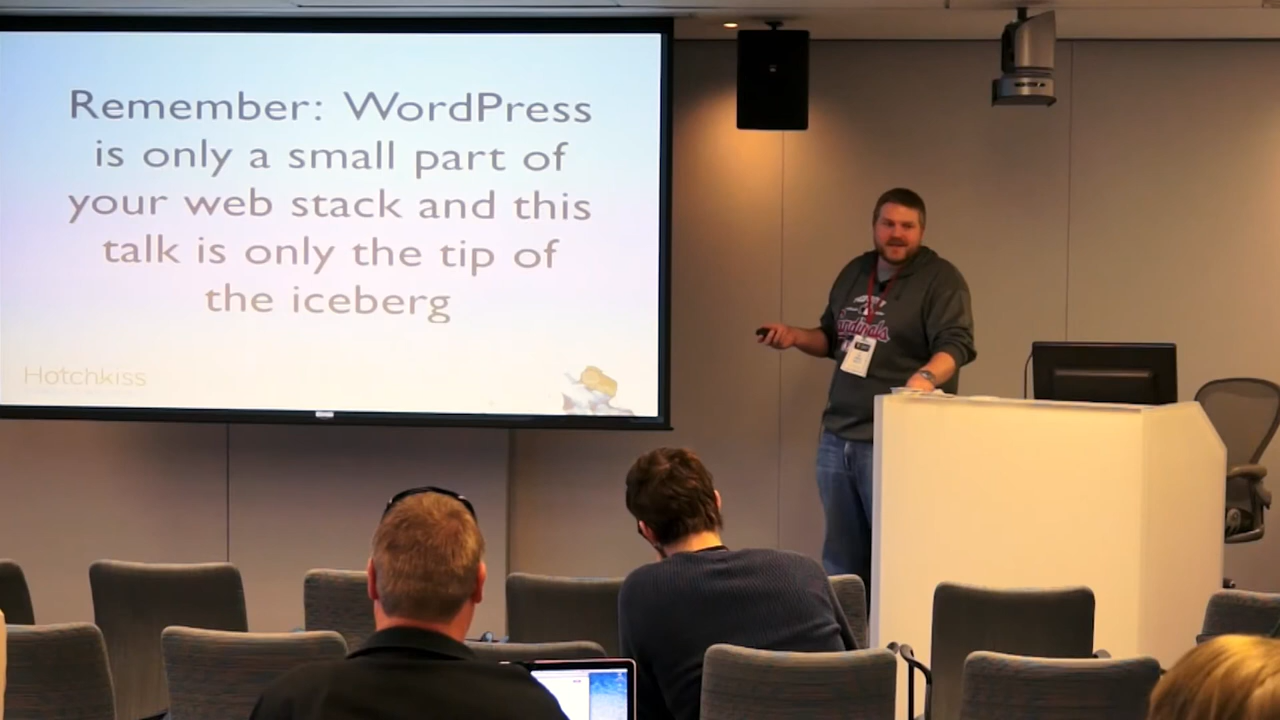 Remember: WordPress
is only a small part of
your web stack and this
talk is only the tip of
the iceberg
Hotchkiss
Cardinals